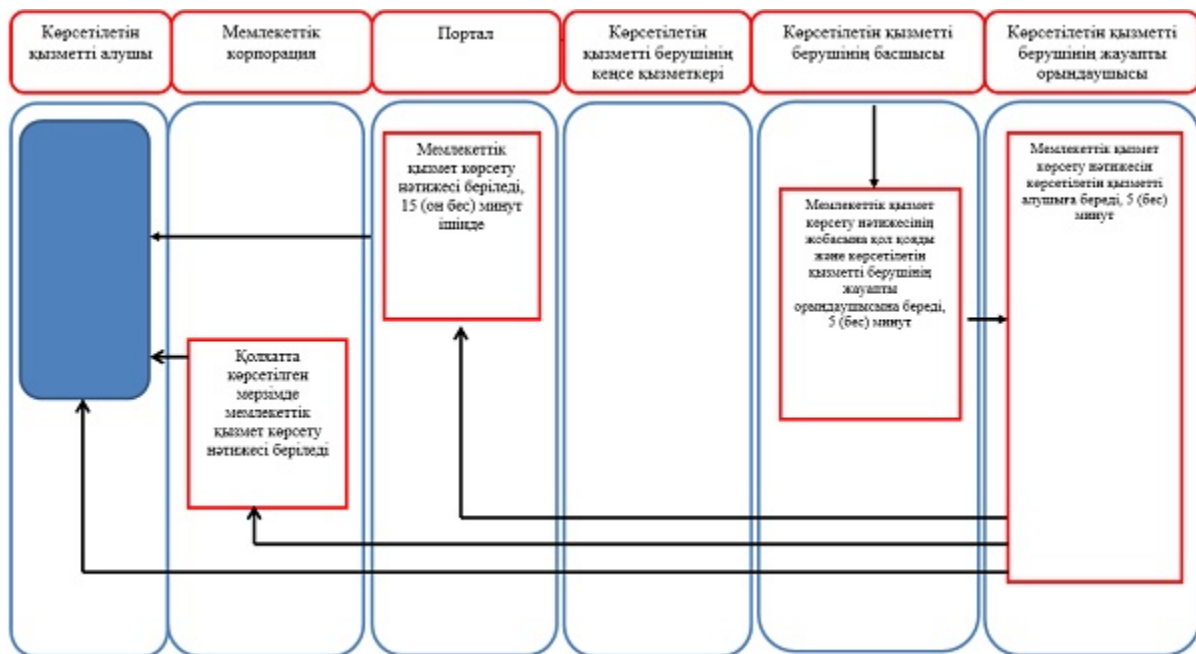 Көрсетілетін
қызметті алушы
Мемлекеттік
корпорация
Портал
Көрсетілетін
қызметті берушінің
кеңсе қызметкері
Көрсетілетін қызметті
берушінің басшысы
Көрсетілетін қызметті
берушінің жауапты
орындаушысы
Мемлекеттік
қызмет көрсету
нәтижесі беріледі,
15 (он бес) минут
ішінде
Қолхатта
көрсетілген
мерзімде
мемлекеттік
қызмет көрсету
нәтижесі беріледі
Мемлекеттік қызмет
көрсету нәтижесінің
жобасына қол қояды
және көрсетілетін
қызметті берушінің
жауапты
орындаушысына береді,
5 (бес) минут
Мемлекеттік қызмет
көрсету нәтижесін
көрсетілетін қызметті
алушыға береді, 5 (бес)
минут